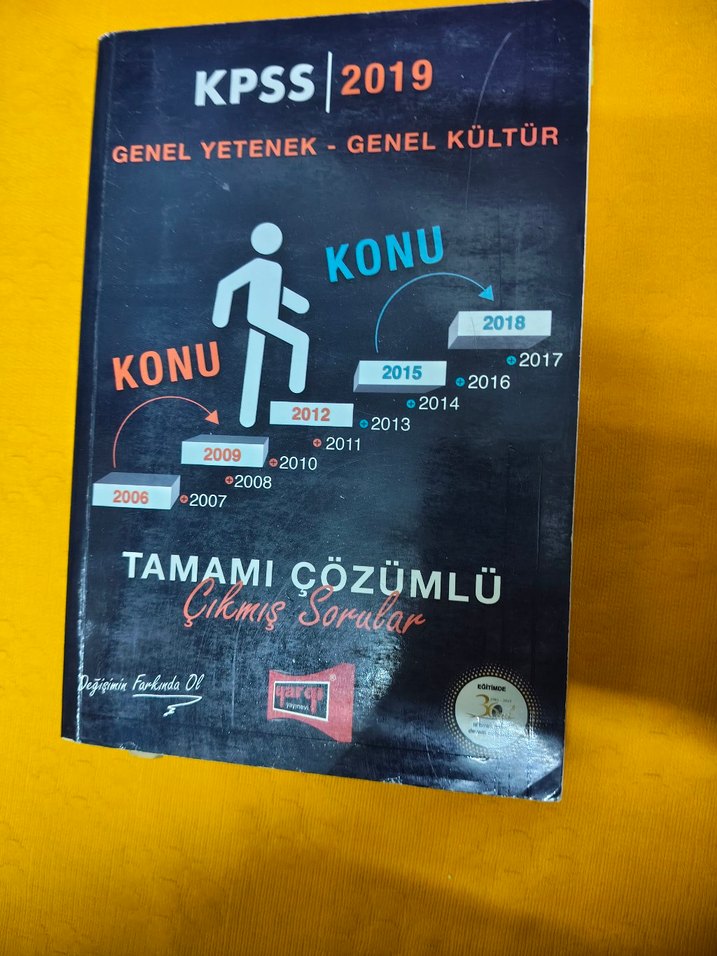 KPSS | 2019
GENEL YETENEK - GENEL KÜLTÜR
KONU
2018
2017
2015
2016
KONU
2014
2012
2013
2011
2009
2010
2008
2006
2007
TAMAMI ÇÖZÜMLÜ
Çıkmış Sorular
Değişimin Farkında Ol
yargı
yayınevi
®
EĞİTİMDE